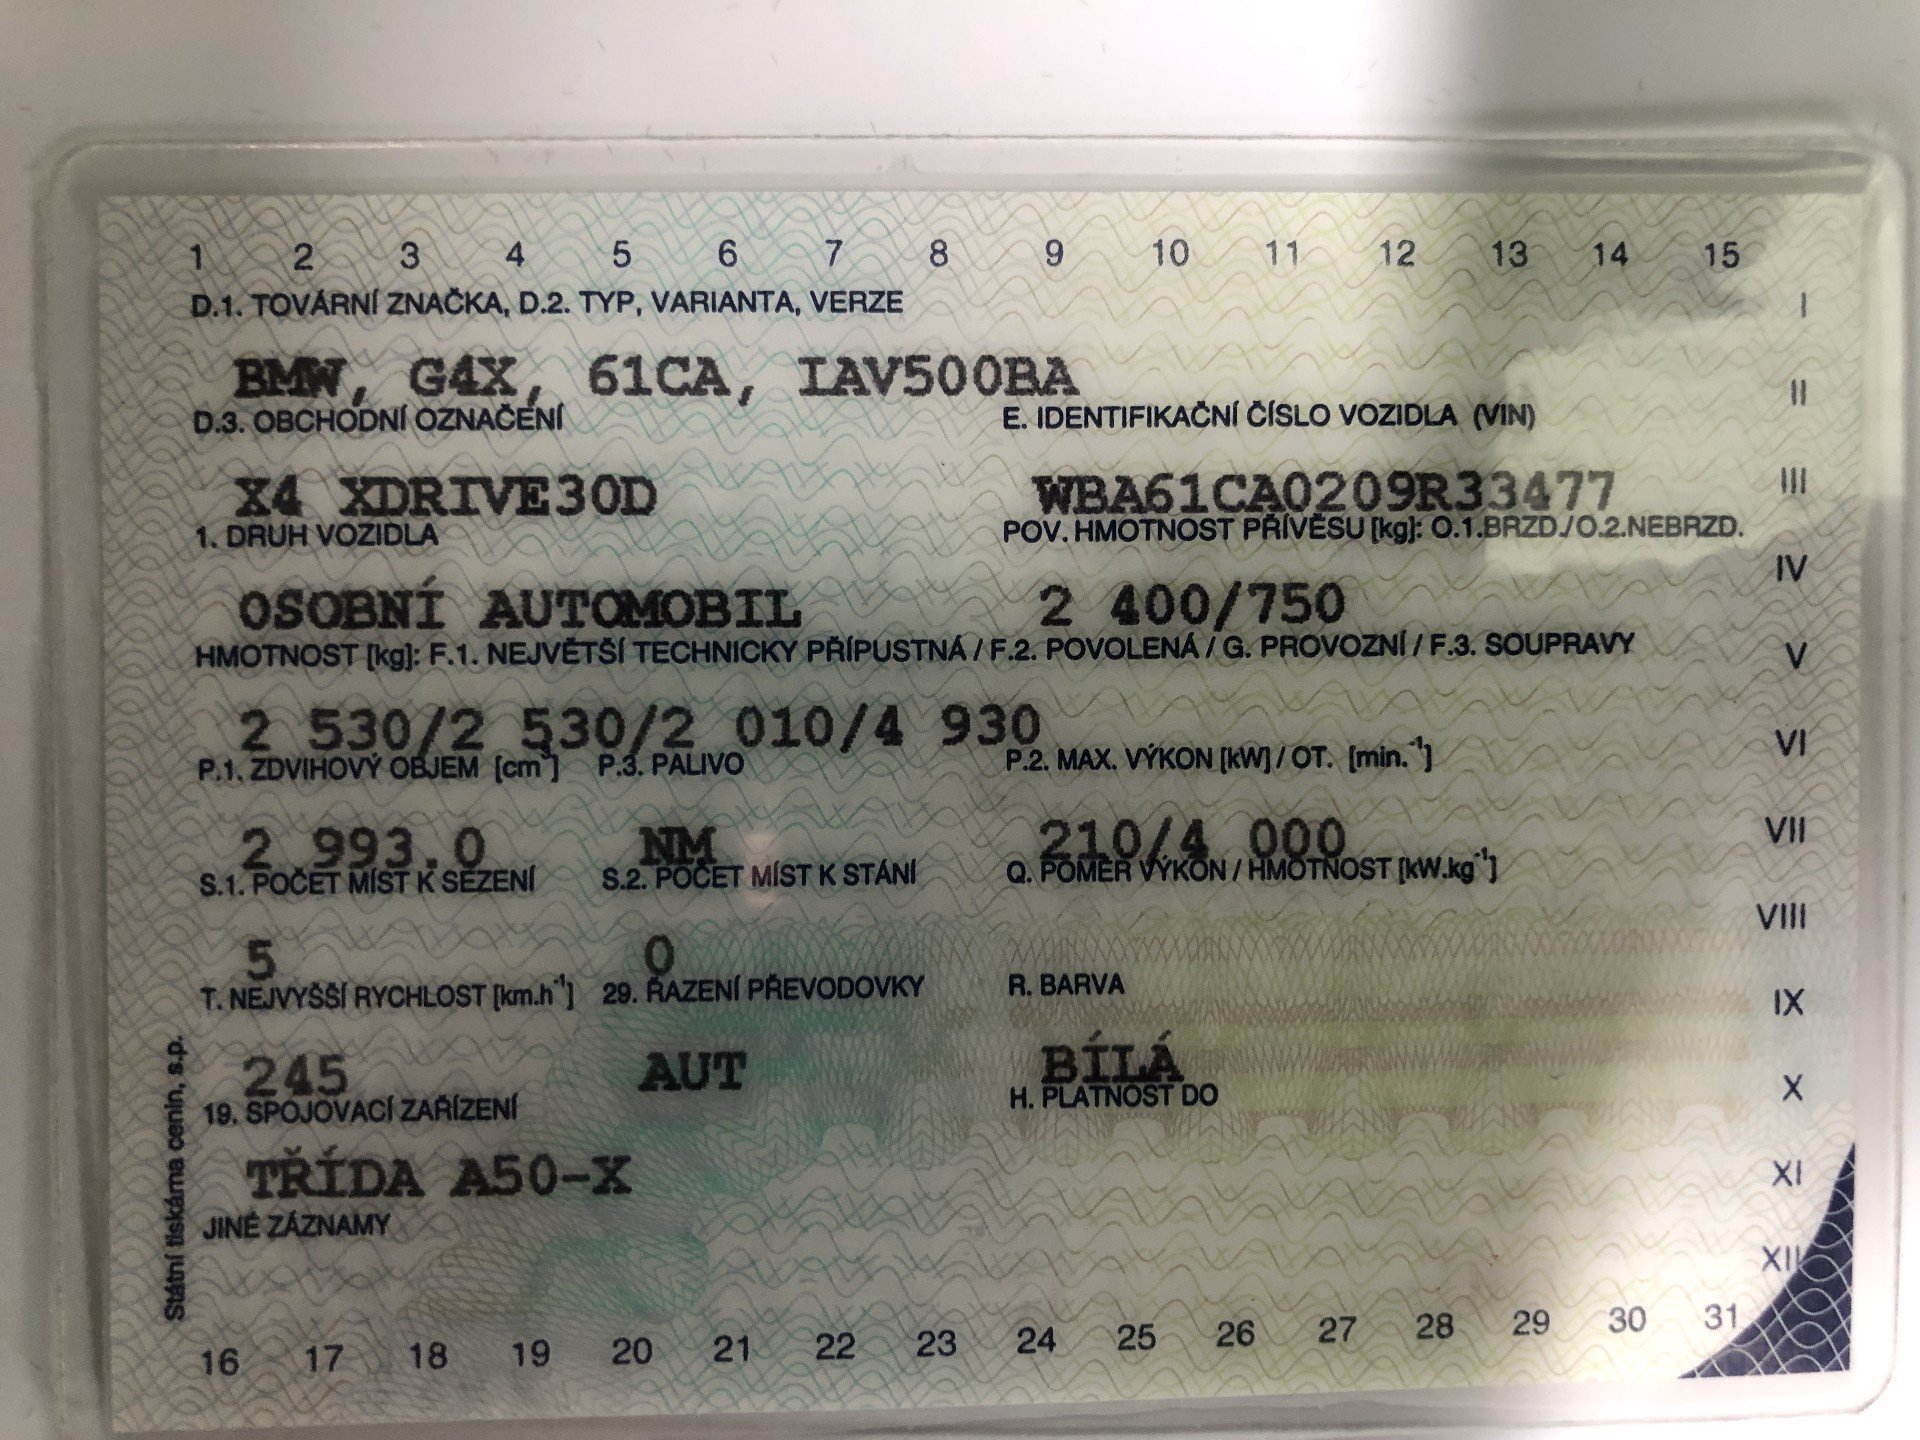 1 2 3 4 5 6 7 8 9 10 11 12 13 14 15
D.1. TOVÁRNÍ ZNAČKA, D.2. TYP, VARIANTA, VERZE
I
BMW, G4X, 61CA, IAV500BA
II
D.3. OBCHODNÍ OZNAČENÍ E. IDENTIFIKAČNÍ ČÍSLO VOZIDLA (VIN)
X4 XDRIVE30D WBA61CA0209R33477
III
1. DRUH VOZIDLA POV. HMOTNOST PŘÍVĚSU [kg]: O.1.BRZD./O.2.NEBRZD.
IV
OSOBNÍ AUTOMOBIL 2 400/750
HMOTNOST [kg]: F.1. NEJVĚTŠÍ TECHNICKY PŘÍPUSTNÁ / F.2. POVOLENÁ / G. PROVOZNÍ / F.3. SOUPRAVY
V
2 530/2 530/2 010/4 930
VI
P.1. ZDVIHOVÝ OBJEM [cm³] P.3. PALIVO P.2. MAX. VÝKON [kW] / OT. [min.⁻¹]
2 993.0 NM 210/4 000
VII
S.1. POČET MÍST K SEZENÍ S.2. POČET MÍST K STÁNÍ Q. POMĚR VÝKON / HMOTNOST [kW.kg⁻¹]
VIII
5 0
T. NEJVYŠŠÍ RYCHLOST [km.h⁻¹] 29. ŘAZENÍ PŘEVODOVKY R. BARVA
IX
245 AUT BÍLÁ
X
19. SPOJOVACÍ ZAŘÍZENÍ H. PLATNOST DO
TŘÍDA A50-X
XI
JINÉ ZÁZNAMY
XII
Státní tiskárna cenin, s.p.
16 17 18 19 20 21 22 23 24 25 26 27 28 29 30 31